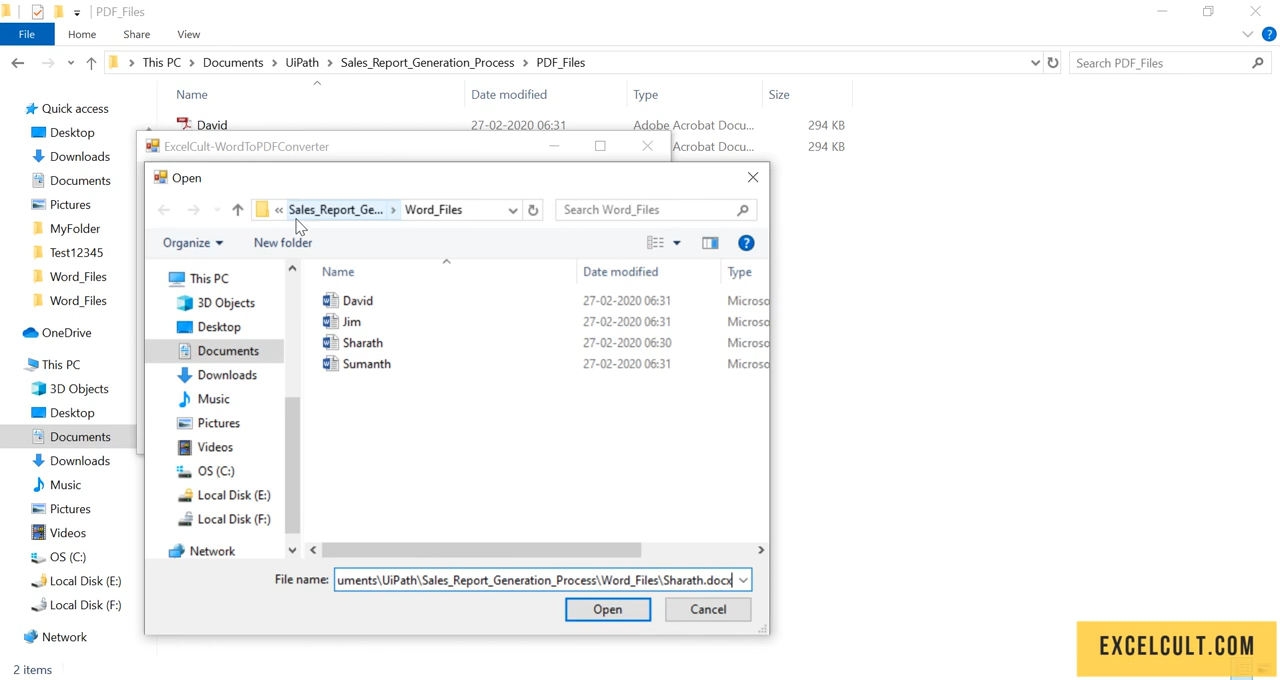 PDF_Files
File Home Share View
This PC Documents UiPath Sales_Report_Generation_Process PDF_Files Search PDF_Files
Name Date modified Type Size
David 27-02-2020 06:31 Adobe Acrobat Docu... 294 KB
Acrobat Docu... 294 KB
Quick access
Desktop
Downloads
Documents
Pictures
MyFolder
Test12345
Word_Files
Word_Files
OneDrive
This PC
3D Objects
Desktop
Documents
Downloads
Music
Pictures
Videos
OS (C:)
Local Disk (E:)
Local Disk (F:)
Network
2 items
ExcelCult-WordToPDFConverter
Open
« Sales_Report_Ge... Word_Files Search Word_Files
Organize New folder
This PC
3D Objects
Desktop
Documents
Downloads
Music
Pictures
Videos
OS (C:)
Local Disk (E:)
Local Disk (F:)
Network
Name Date modified Type
David 27-02-2020 06:31 Microso
Jim 27-02-2020 06:31 Microso
Sharath 27-02-2020 06:30 Microso
Sumanth 27-02-2020 06:31 Microso
File name: uments\UiPath\Sales_Report_Generation_Process\Word_Files\Sharath.docx
Open Cancel
EXCELCULT.COM